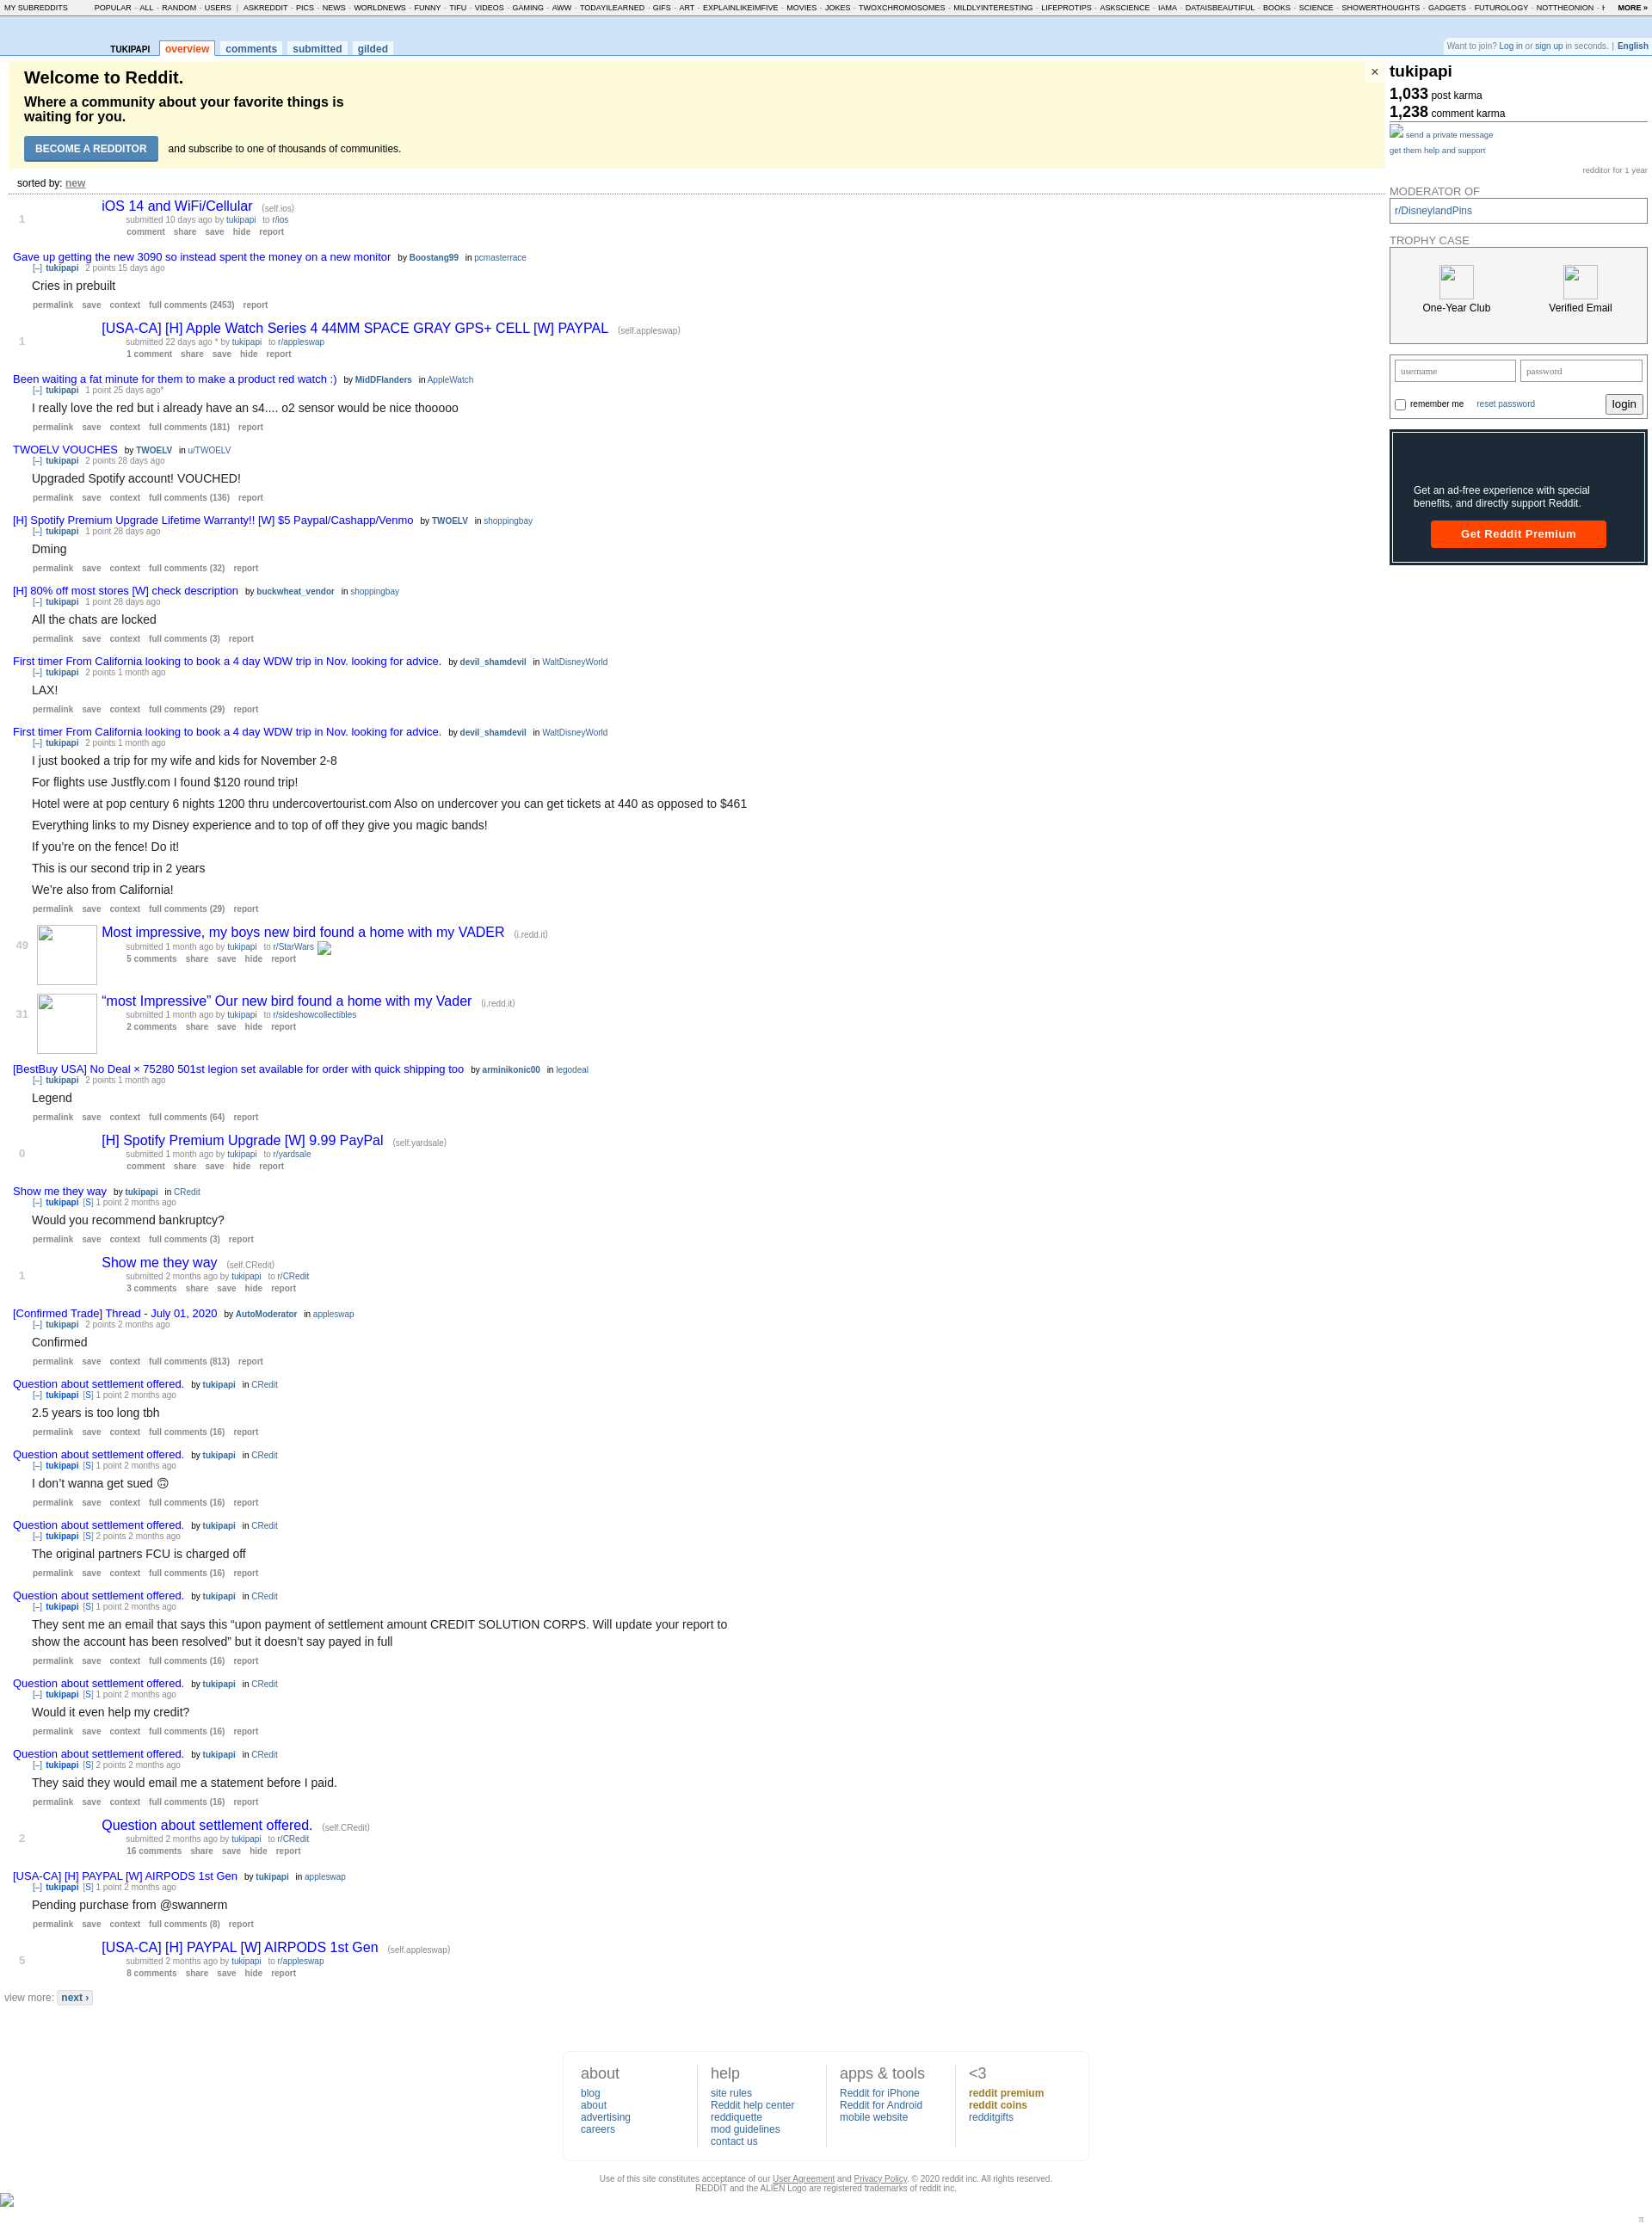 MY SUBREDDITS POPULAR - ALL - RANDOM - USERS | ASKREDDIT - PICS - NEWS - WORLDNEWS - FUNNY - TIFU - VIDEOS - GAMING - AWW - TODAYILEARNED - GIFS - ART - EXPLAINLIKEIMFIVE - MOVIES - JOKES - TWOXCHROMOSOMES - MILDLYINTERESTING - LIFEPROTIPS - ASKSCIENCE - IAMA - DATAISBEAUTIFUL - BOOKS - SCIENCE - SHOWERTHOUGHTS - GADGETS - FUTUROLOGY - NOTTHEONION - MORE »
TUKIPAPI overview comments submitted gilded
Want to join? Log in or sign up in seconds. | English
Welcome to Reddit.
×
Where a community about your favorite things is
waiting for you.
BECOME A REDDITOR and subscribe to one of thousands of communities.
sorted by: new
1
iOS 14 and WiFi/Cellular (self.ios)
submitted 10 days ago by tukipapi to r/ios
comment share save hide report
Gave up getting the new 3090 so instead spent the money on a new monitor by Boostang99 in pcmasterrace
[–] tukipapi 2 points 15 days ago
Cries in prebuilt
permalink save context full comments (2453) report
1
[USA-CA] [H] Apple Watch Series 4 44MM SPACE GRAY GPS+ CELL [W] PAYPAL (self.appleswap)
submitted 22 days ago * by tukipapi to r/appleswap
1 comment share save hide report
Been waiting a fat minute for them to make a product red watch :) by MidDFlanders in AppleWatch
[–] tukipapi 1 point 25 days ago*
I really love the red but i already have an s4.... o2 sensor would be nice thooooo
permalink save context full comments (181) report
TWOELV VOUCHES by TWOELV in u/TWOELV
[–] tukipapi 2 points 28 days ago
Upgraded Spotify account! VOUCHED!
permalink save context full comments (136) report
[H] Spotify Premium Upgrade Lifetime Warranty!! [W] $5 Paypal/Cashapp/Venmo by TWOELV in shoppingbay
[–] tukipapi 1 point 28 days ago
Dming
permalink save context full comments (32) report
[H] 80% off most stores [W] check description by buckwheat_vendor in shoppingbay
[–] tukipapi 1 point 28 days ago
All the chats are locked
permalink save context full comments (3) report
First timer From California looking to book a 4 day WDW trip in Nov. looking for advice. by devil_shamdevil in WaltDisneyWorld
[–] tukipapi 2 points 1 month ago
LAX!
permalink save context full comments (29) report
First timer From California looking to book a 4 day WDW trip in Nov. looking for advice. by devil_shamdevil in WaltDisneyWorld
[–] tukipapi 2 points 1 month ago
I just booked a trip for my wife and kids for November 2-8
For flights use Justfly.com I found $120 round trip!
Hotel were at pop century 6 nights 1200 thru undercovertourist.com Also on undercover you can get tickets at 440 as opposed to $461
Everything links to my Disney experience and to top of off they give you magic bands!
If you’re on the fence! Do it!
This is our second trip in 2 years
We’re also from California!
permalink save context full comments (29) report
49
Most impressive, my boys new bird found a home with my VADER (i.redd.it)
submitted 1 month ago by tukipapi to r/StarWars
5 comments share save hide report
31
“most Impressive” Our new bird found a home with my Vader (i.redd.it)
submitted 1 month ago by tukipapi to r/sideshowcollectibles
2 comments share save hide report
[BestBuy USA] No Deal × 75280 501st legion set available for order with quick shipping too by arminikonic00 in legodeal
[–] tukipapi 2 points 1 month ago
Legend
permalink save context full comments (64) report
0
[H] Spotify Premium Upgrade [W] 9.99 PayPal (self.yardsale)
submitted 1 month ago by tukipapi to r/yardsale
comment share save hide report
Show me they way by tukipapi in CRedit
[–] tukipapi [S] 1 point 2 months ago
Would you recommend bankruptcy?
permalink save context full comments (3) report
1
Show me they way (self.CRedit)
submitted 2 months ago by tukipapi to r/CRedit
3 comments share save hide report
[Confirmed Trade] Thread - July 01, 2020 by AutoModerator in appleswap
[–] tukipapi 2 points 2 months ago
Confirmed
permalink save context full comments (813) report
Question about settlement offered. by tukipapi in CRedit
[–] tukipapi [S] 1 point 2 months ago
2.5 years is too long tbh
permalink save context full comments (16) report
Question about settlement offered. by tukipapi in CRedit
[–] tukipapi [S] 1 point 2 months ago
I don’t wanna get sued 🙃
permalink save context full comments (16) report
Question about settlement offered. by tukipapi in CRedit
[–] tukipapi [S] 2 points 2 months ago
The original partners FCU is charged off
permalink save context full comments (16) report
Question about settlement offered. by tukipapi in CRedit
[–] tukipapi [S] 1 point 2 months ago
They sent me an email that says this “upon payment of settlement amount CREDIT SOLUTION CORPS. Will update your report to
show the account has been resolved” but it doesn’t say payed in full
permalink save context full comments (16) report
Question about settlement offered. by tukipapi in CRedit
[–] tukipapi [S] 1 point 2 months ago
Would it even help my credit?
permalink save context full comments (16) report
Question about settlement offered. by tukipapi in CRedit
[–] tukipapi [S] 2 points 2 months ago
They said they would email me a statement before I paid.
permalink save context full comments (16) report
2
Question about settlement offered. (self.CRedit)
submitted 2 months ago by tukipapi to r/CRedit
16 comments share save hide report
[USA-CA] [H] PAYPAL [W] AIRPODS 1st Gen by tukipapi in appleswap
[–] tukipapi [S] 1 point 2 months ago
Pending purchase from @swannerm
permalink save context full comments (8) report
5
[USA-CA] [H] PAYPAL [W] AIRPODS 1st Gen (self.appleswap)
submitted 2 months ago by tukipapi to r/appleswap
8 comments share save hide report
view more: next ›
tukipapi
1,033 post karma
1,238 comment karma
send a private message
get them help and support
redditor for 1 year
MODERATOR OF
r/DisneylandPins
TROPHY CASE
One-Year Club
Verified Email
username password
remember me reset password login
Get an ad-free experience with special
benefits, and directly support Reddit.
Get Reddit Premium
about
blog
about
advertising
careers
help
site rules
Reddit help center
reddiquette
mod guidelines
contact us
apps & tools
Reddit for iPhone
Reddit for Android
mobile website
<3
reddit premium
reddit coins
redditgifts
Use of this site constitutes acceptance of our User Agreement and Privacy Policy. © 2020 reddit inc. All rights reserved.
REDDIT and the ALIEN Logo are registered trademarks of reddit inc.
π